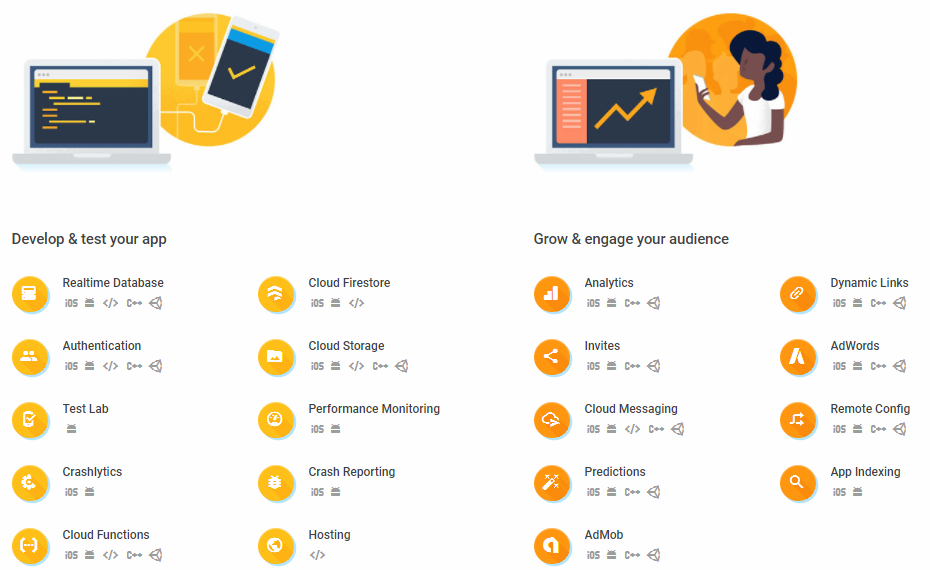 Develop & test your app
Realtime Database
iOS </> C++
Cloud Firestore
iOS </>
Authentication
iOS </> C++
Cloud Storage
iOS </> C++
Test Lab
Performance Monitoring
iOS
Crashlytics
iOS
Crash Reporting
iOS
Cloud Functions
iOS </> C++
Hosting
</>
Grow & engage your audience
Analytics
iOS C++
Dynamic Links
iOS C++
Invites
iOS C++
AdWords
iOS C++
Cloud Messaging
iOS </> C++
Remote Config
iOS C++
Predictions
iOS C++
App Indexing
iOS
AdMob
iOS C++